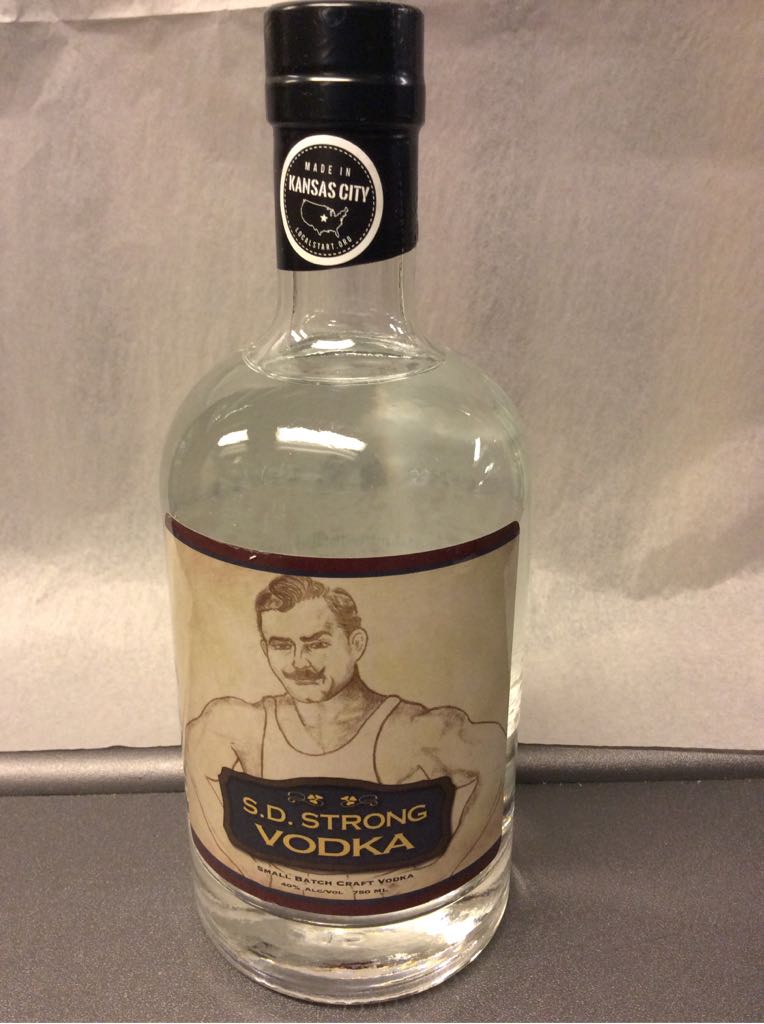 MADE IN
KANSAS CITY
LOCALSTART.ORG
S.D. STRONG
VODKA
SMALL BATCH CRAFT VODKA
40% ALC/VOL 750 ML